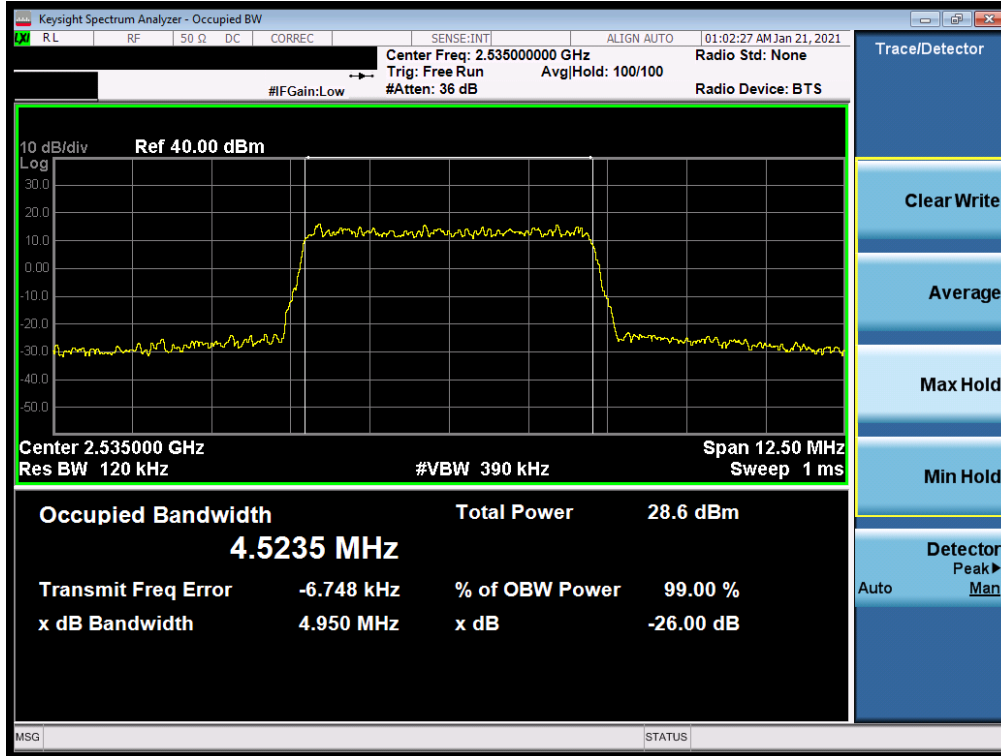 Keysight Spectrum Analyzer - Occupied BW
LXI RL RF 50 Ω DC CORREC SENSE:INT ALIGN AUTO 01:02:27 AM Jan 21, 2021
Center Freq: 2.535000000 GHz Radio Std: None
Trig: Free Run Avg|Hold: 100/100
#IFGain:Low #Atten: 36 dB Radio Device: BTS
Trace/Detector
10 dB/div Ref 40.00 dBm
Log
30.0
20.0
10.0
0.00
-10.0
-20.0
-30.0
-40.0
-50.0
Center 2.535000 GHz Span 12.50 MHz
Res BW 120 kHz #VBW 390 kHz Sweep 1 ms
Occupied Bandwidth Total Power 28.6 dBm
4.5235 MHz
Transmit Freq Error -6.748 kHz % of OBW Power 99.00 %
x dB Bandwidth 4.950 MHz x dB -26.00 dB
Clear Write
Average
Max Hold
Min Hold
Detector
Peak▶
Auto Man
MSG STATUS